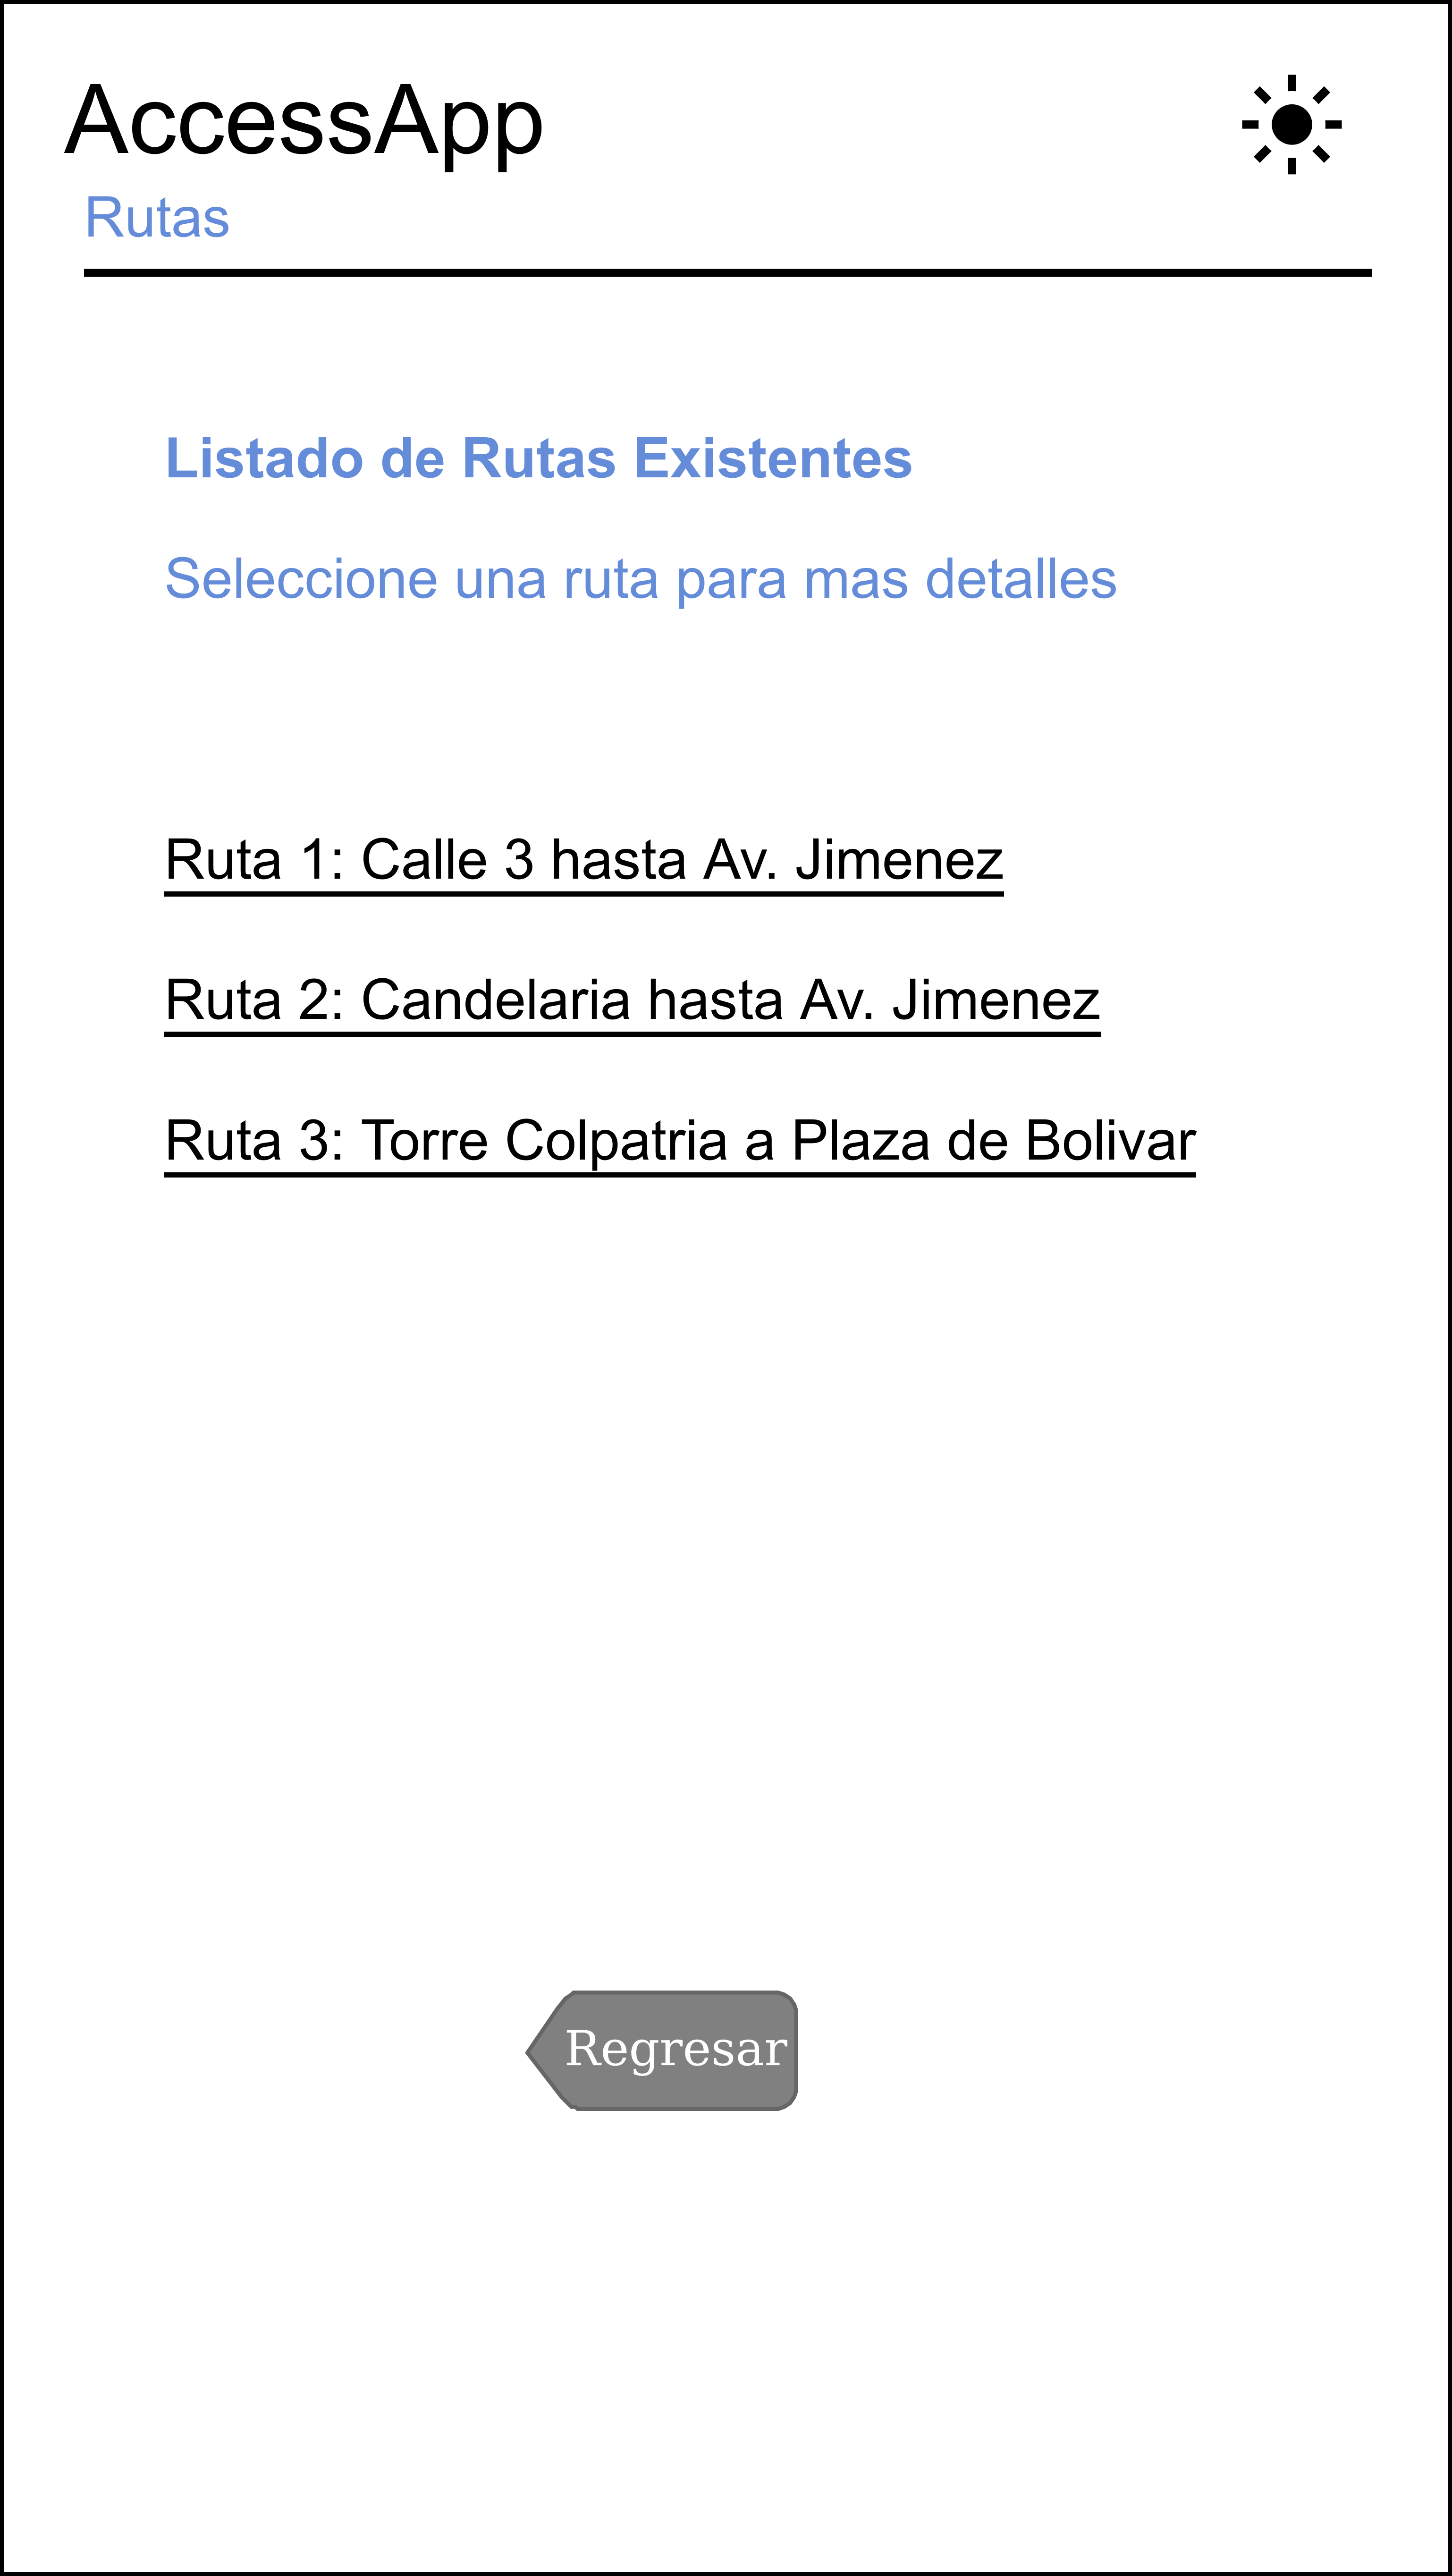 AccessApp
Rutas
Listado de Rutas Existentes
Seleccione una ruta para mas detalles
Ruta 1: Calle 3 hasta Av. Jimenez
Ruta 2: Candelaria hasta Av. Jimenez
Ruta 3: Torre Colpatria a Plaza de Bolivar
Regresar